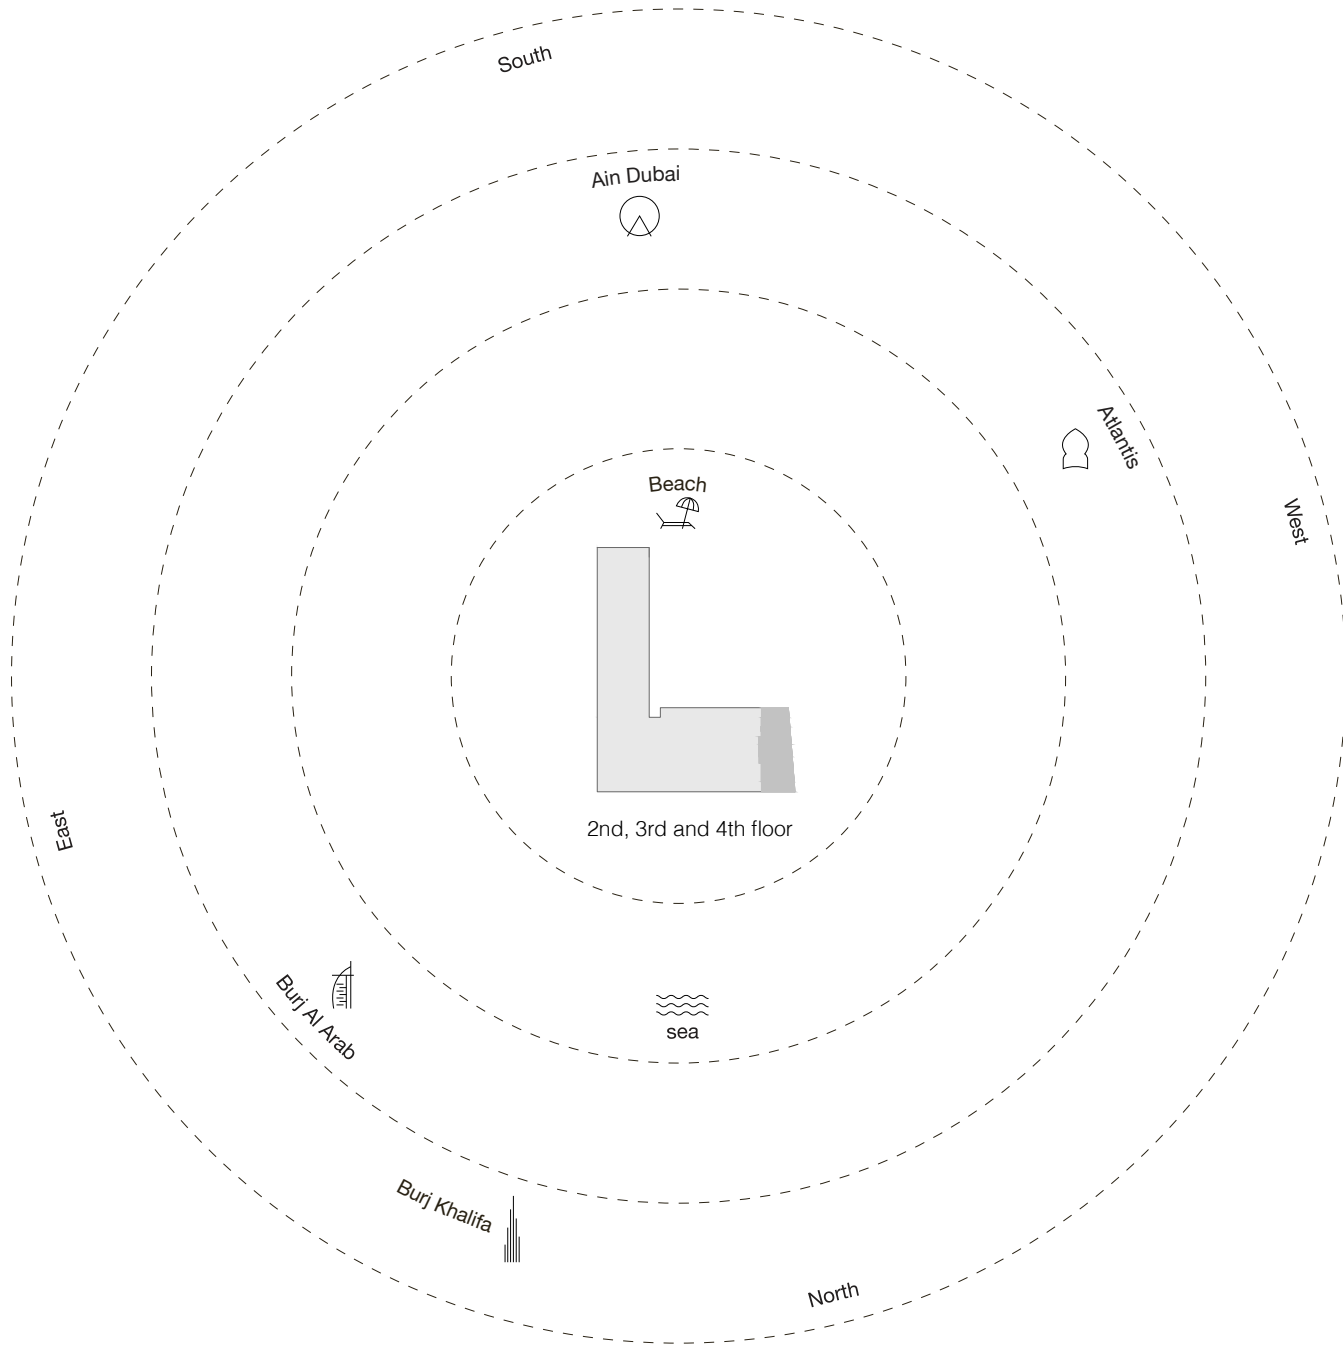 South
Ain Dubai
Atlantis
Beach
West
2nd, 3rd and 4th floor
East
Burj Al Arab
sea
Burj Khalifa
North